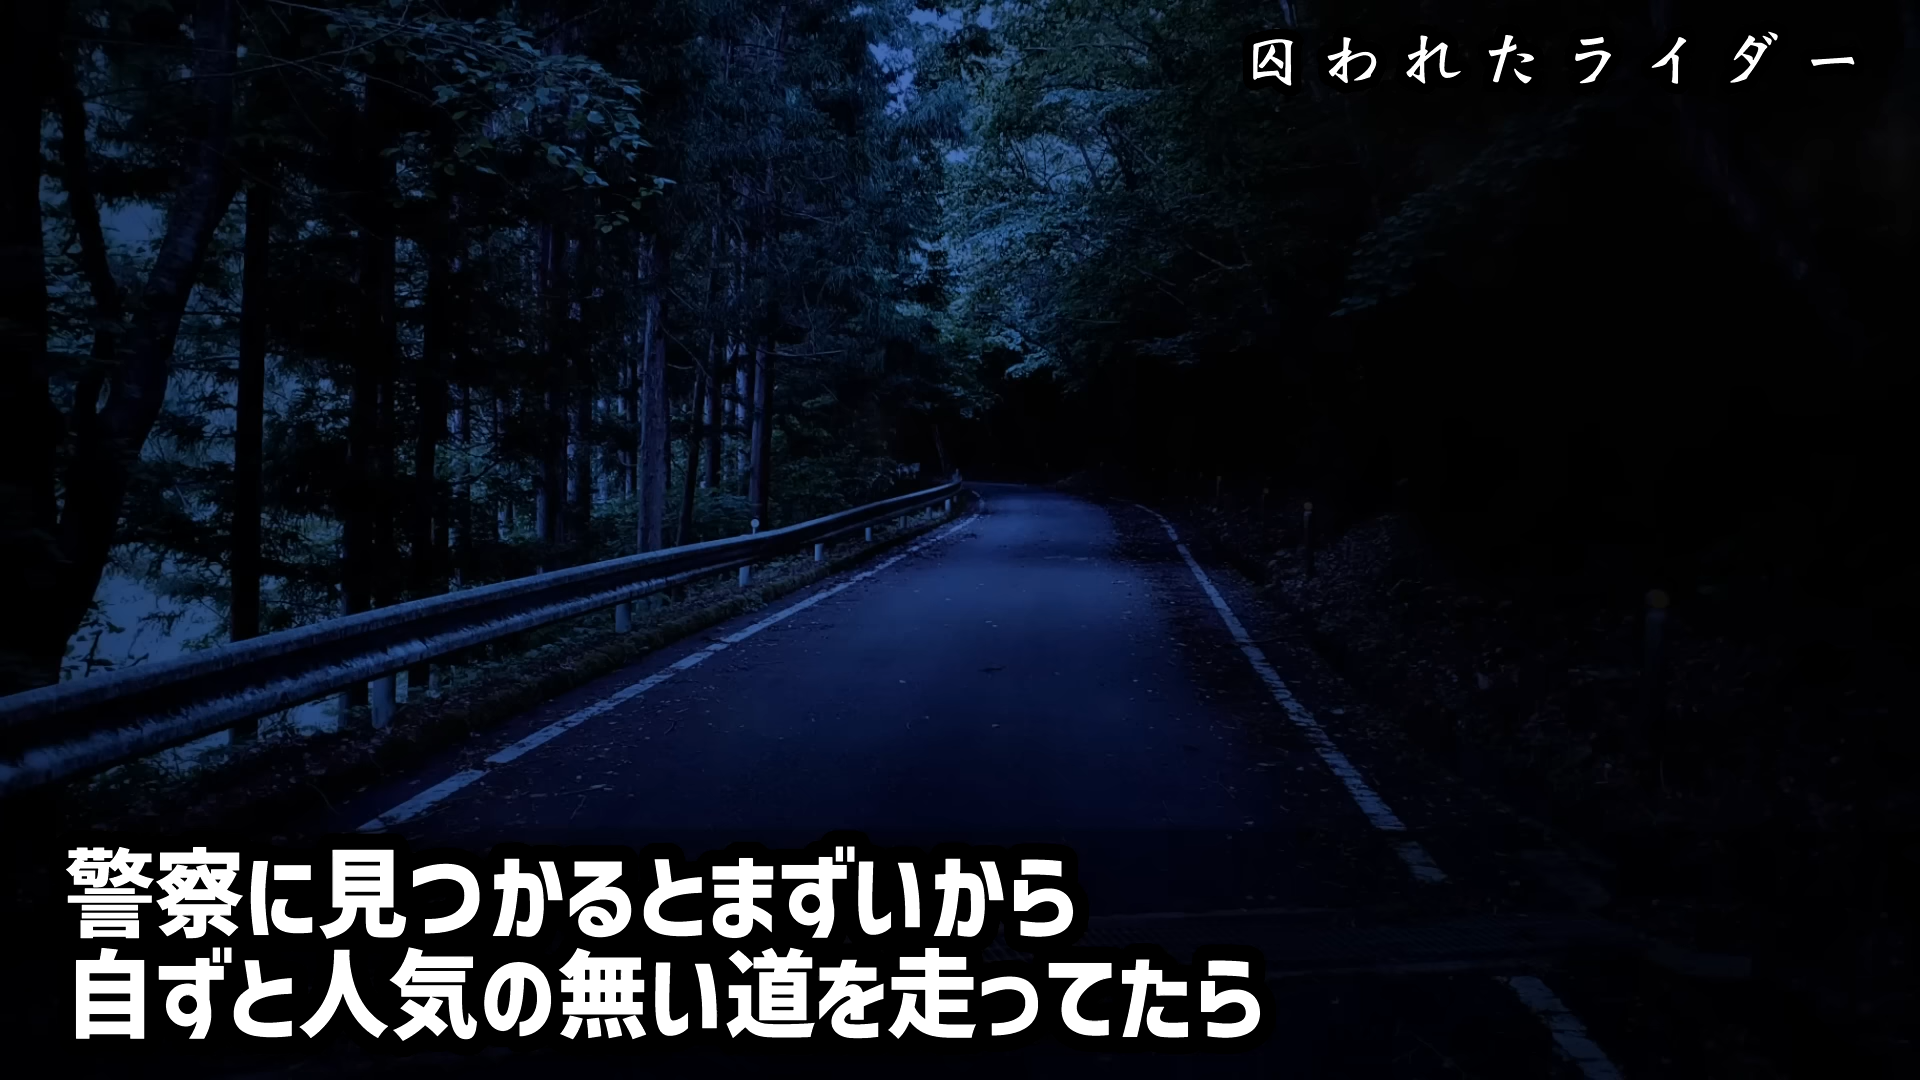 囚われたライダー
警察に見つかるとまずいから
自ずと人気の無い道を走ってたら